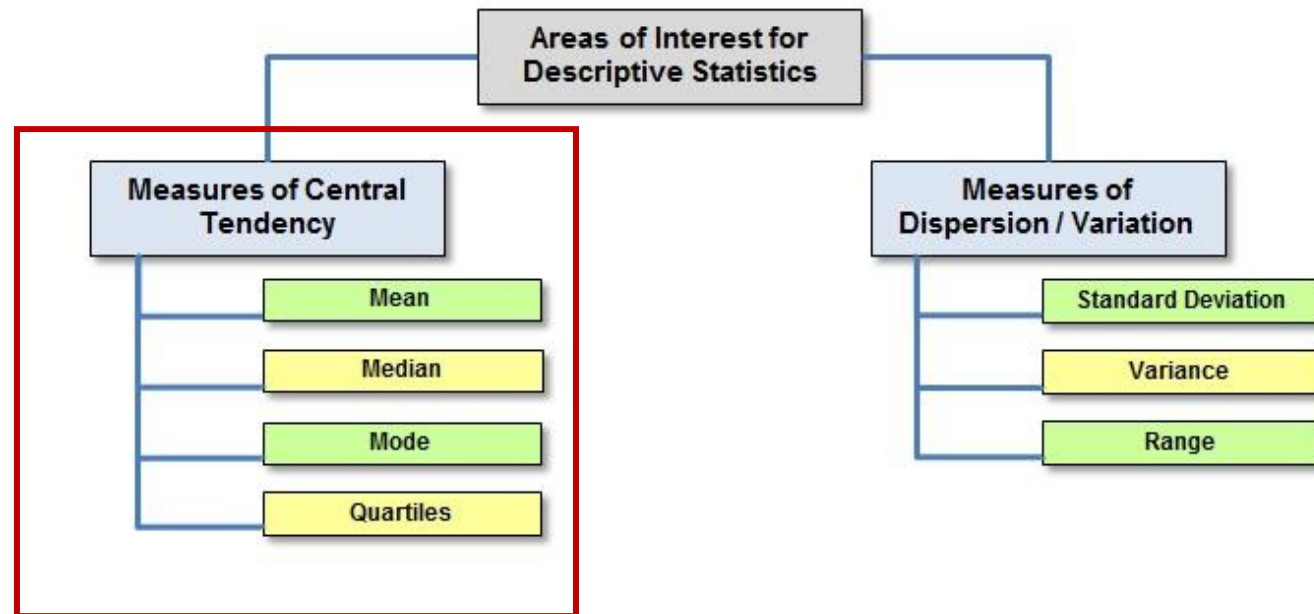 Areas of Interest for
Descriptive Statistics
Measures of Central
Tendency
Mean
Median
Mode
Quartiles
Measures of
Dispersion / Variation
Standard Deviation
Variance
Range